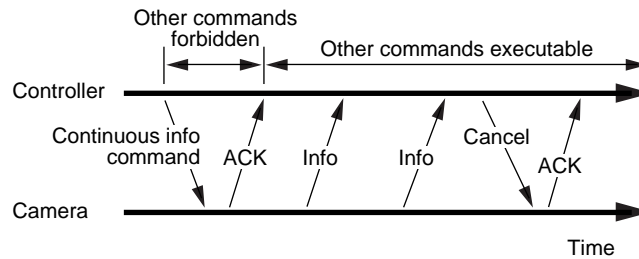 Other commands
forbidden
Other commands executable
Controller
Continuous info
command
ACK
Info
Info
Cancel
ACK
Camera
Time